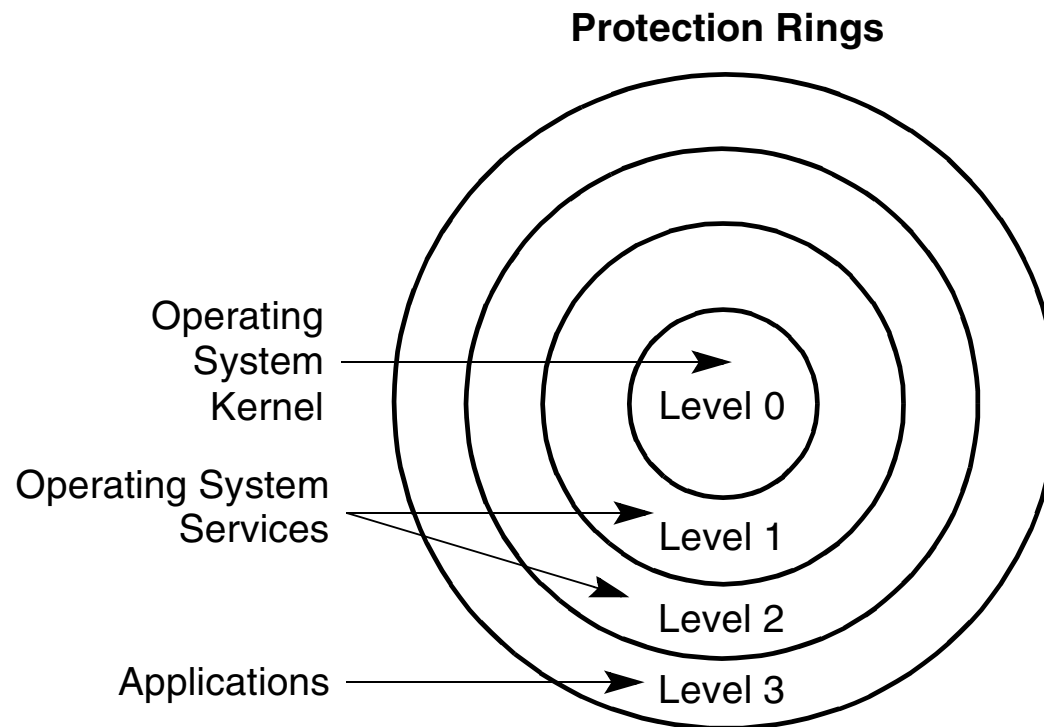 Protection Rings
Operating
System
Kernel
Level 0
Operating System
Services
Level 1
Level 2
Applications
Level 3